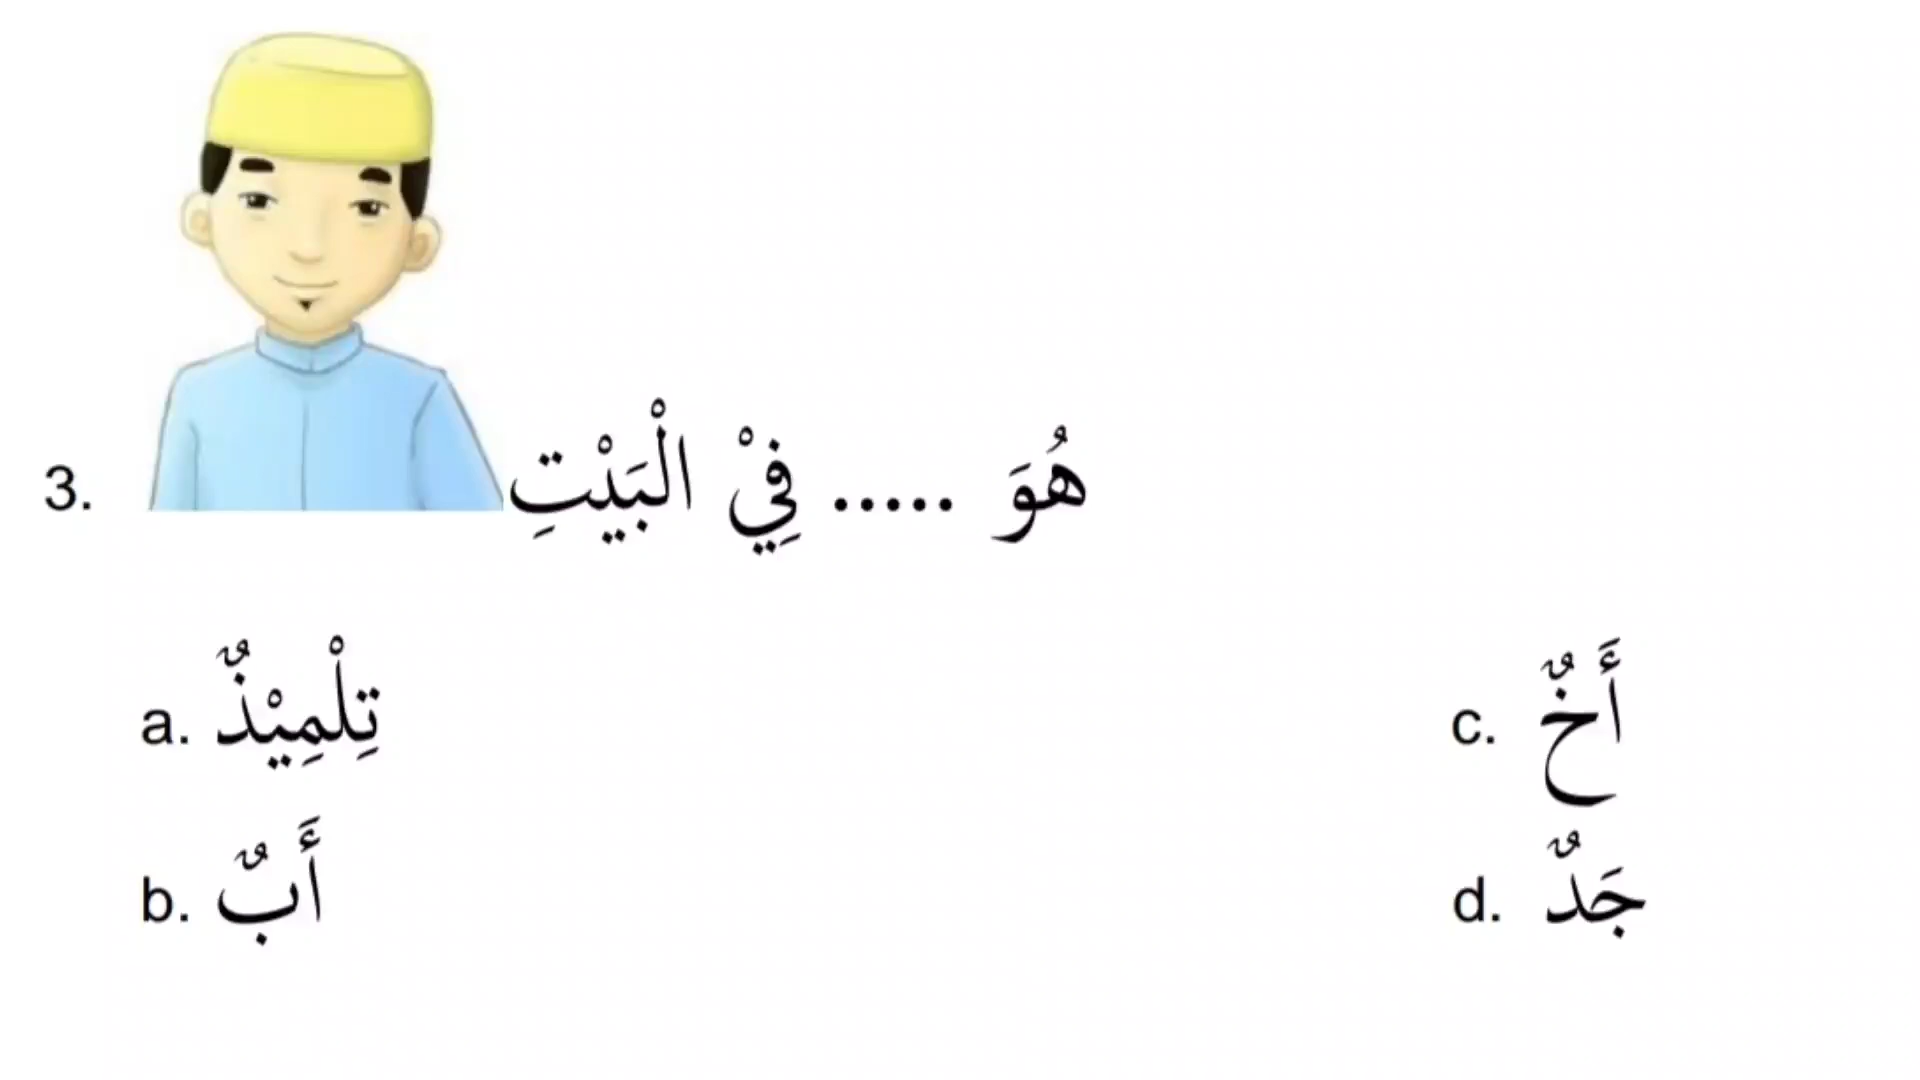 3. هُوَ ..... فِيْ الْبَيْتِ
a. تِلْمِيْذٌ
b. أَبٌ
c. أَخٌ
d. جَدٌ